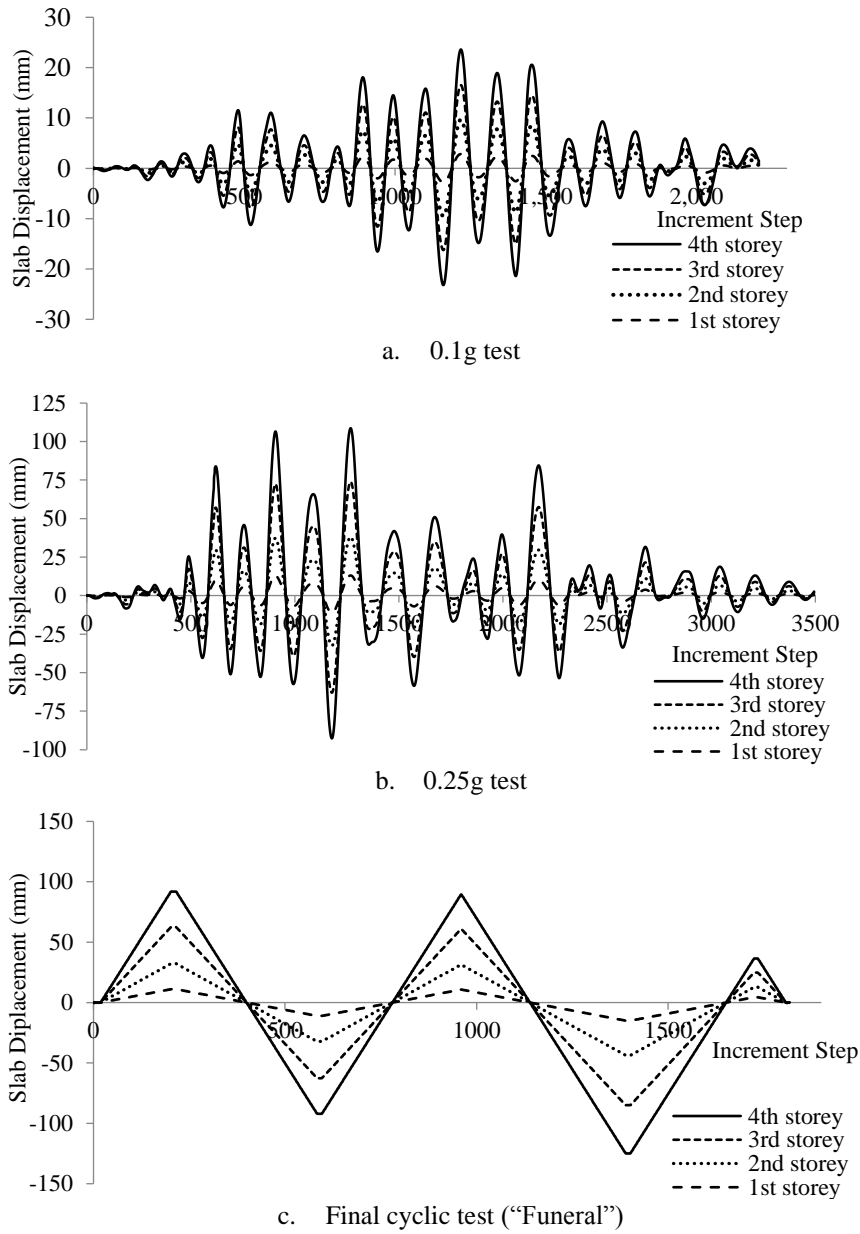 30
20
10
0
-10
-20
-30
Slab Displacement (mm)
0
500
1000
1,500
2,000
Increment Step
4th storey
3rd storey
2nd storey
1st storey
a. 0.1g test
125
100
75
50
25
0
-25
-50
-75
-100
Slab Displacement (mm)
0
500
1000
1500
2000
2500
3000
3500
Increment Step
4th storey
3rd storey
2nd storey
1st storey
b. 0.25g test
150
100
50
0
-50
-100
-150
Slab Displacement (mm)
0
500
1000
1500
Increment Step
4th storey
3rd storey
2nd storey
1st storey
c. Final cyclic test (“Funeral”)